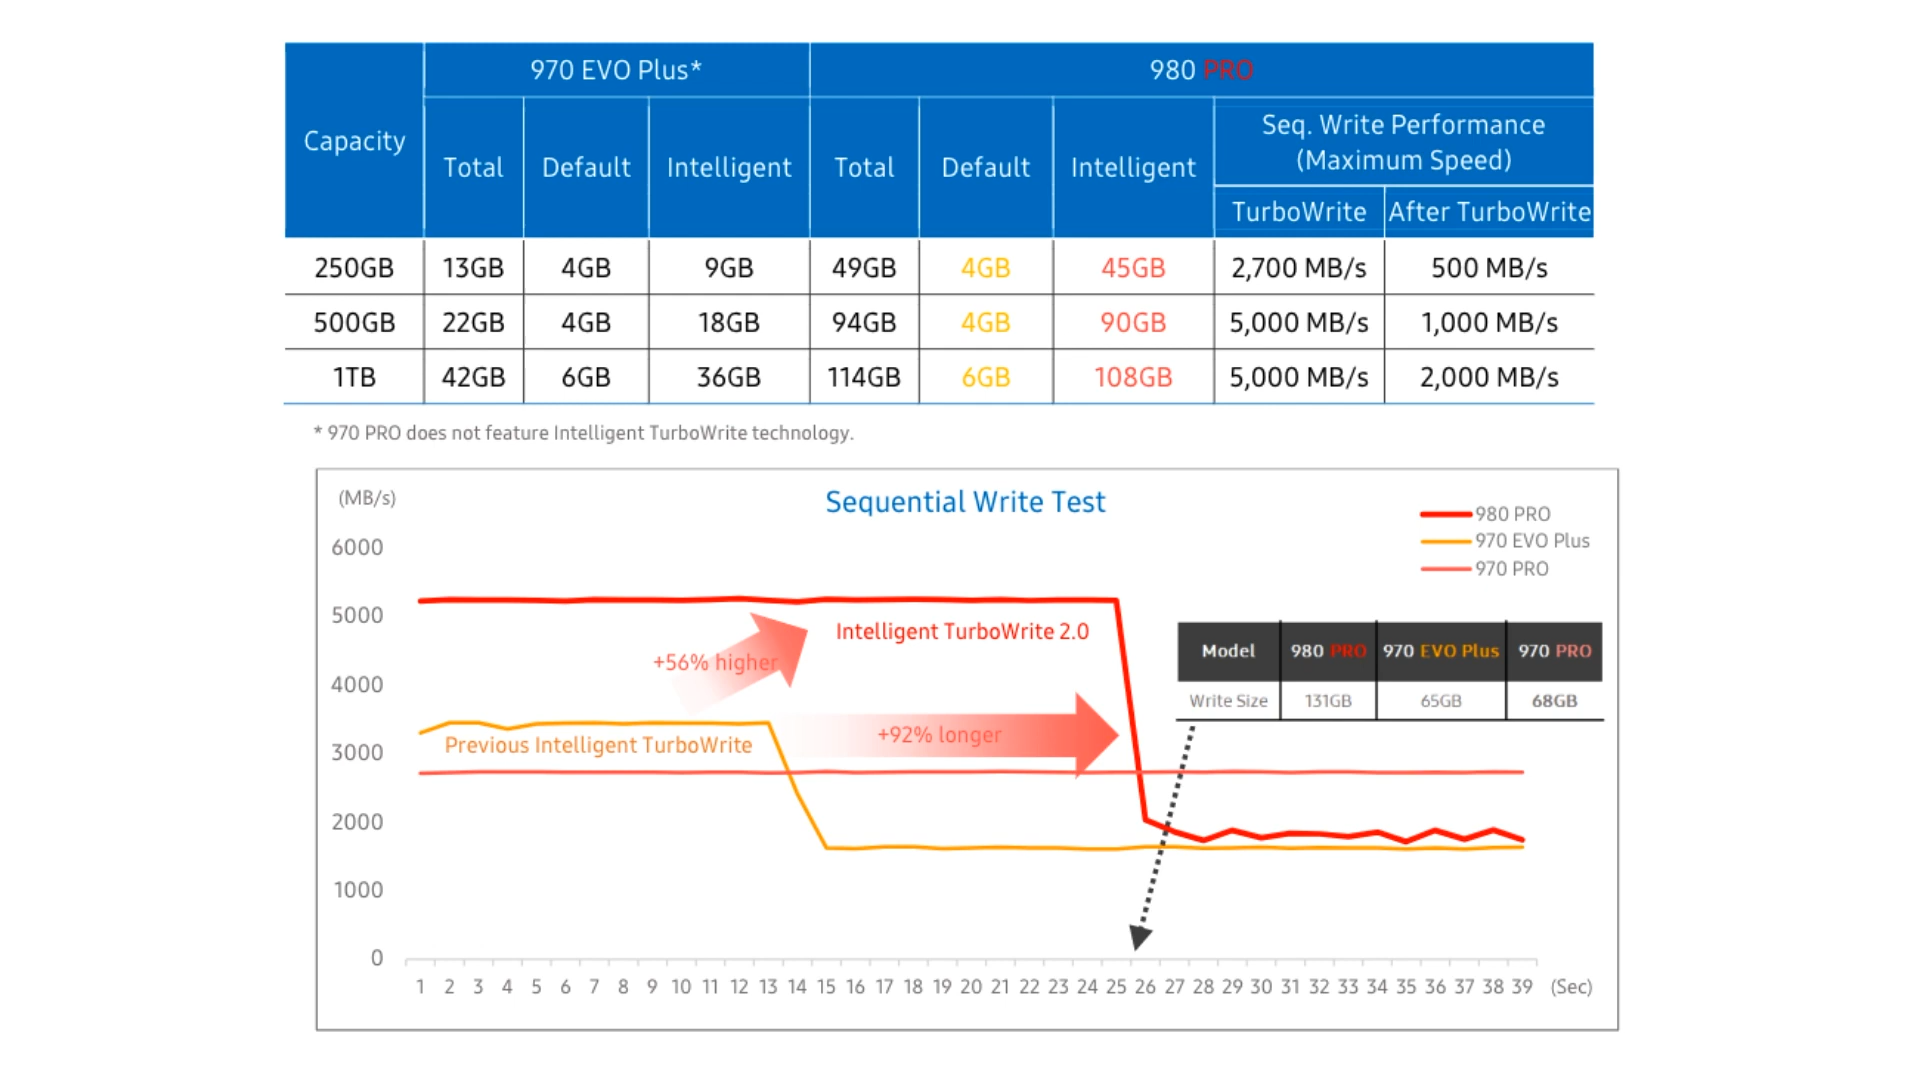 970 EVO Plus* 980 PRO
Capacity Total Default Intelligent Total Default Intelligent Seq. Write Performance
(Maximum Speed)
TurboWrite After TurboWrite
250GB 13GB 4GB 9GB 49GB 4GB 45GB 2,700 MB/s 500 MB/s
500GB 22GB 4GB 18GB 94GB 4GB 90GB 5,000 MB/s 1,000 MB/s
1TB 42GB 6GB 36GB 114GB 6GB 108GB 5,000 MB/s 2,000 MB/s
* 970 PRO does not feature Intelligent TurboWrite technology.
(MB/s)
Sequential Write Test
980 PRO
970 EVO Plus
970 PRO
6000
5000
4000
3000
2000
1000
0
Intelligent TurboWrite 2.0
+56% higher
+92% longer
Previous Intelligent TurboWrite
Model 980 PRO 970 EVO Plus 970 PRO
Write Size 131GB 65GB 68GB
1 2 3 4 5 6 7 8 9 10 11 12 13 14 15 16 17 18 19 20 21 22 23 24 25 26 27 28 29 30 31 32 33 34 35 36 37 38 39 (Sec)